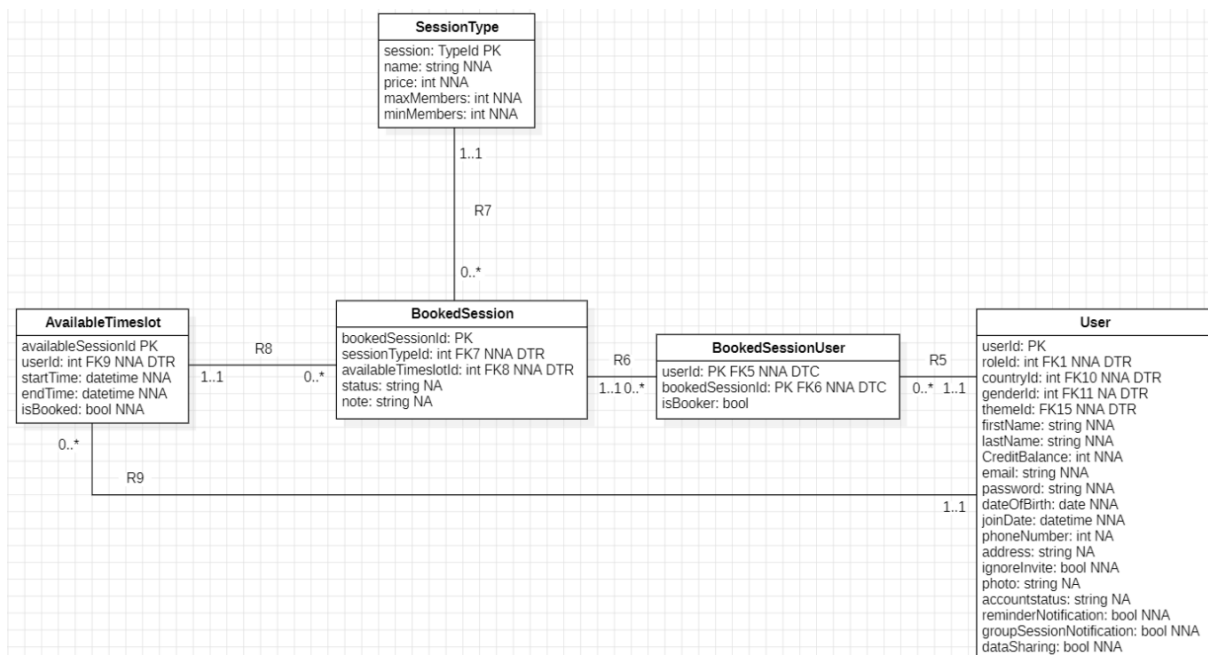 SessionType
session: TypeId PK
name: string NNA
price: int NNA
maxMembers: int NNA
minMembers: int NNA
1..1
R7
0..*
AvailableTimeslot
availableSessionId PK
userId: int FK9 NNA DTR
startTime: datetime NNA
endTime: datetime NNA
isBooked: bool NNA
R8
1..1
0..*
BookedSession
bookedSessionId: PK
sessionTypeId: int FK7 NNA DTR
availableTimeslotId: int FK8 NNA DTR
status: string NA
note: string NA
R6
1..1
0..*
BookedSessionUser
userId: PK FK5 NNA DTC
bookedSessionId: PK FK6 NNA DTC
isBooker: bool
R5
0..*
1..1
User
userId: PK
roleId: int FK1 NNA DTR
countryId: int FK10 NNA DTR
genderId: int FK11 NA DTR
themeId: FK15 NNA DTR
firstName: string NNA
lastName: string NNA
CreditBalance: int NNA
email: string NNA
password: string NNA
dateOfBirth: date NNA
joinDate: datetime NNA
phoneNumber: int NA
address: string NA
ignoreInvite: bool NNA
photo: string NA
accountstatus: string NA
reminderNotification: bool NNA
groupSessionNotification: bool NNA
dataSharing: bool NNA
0..*
R9
1..1